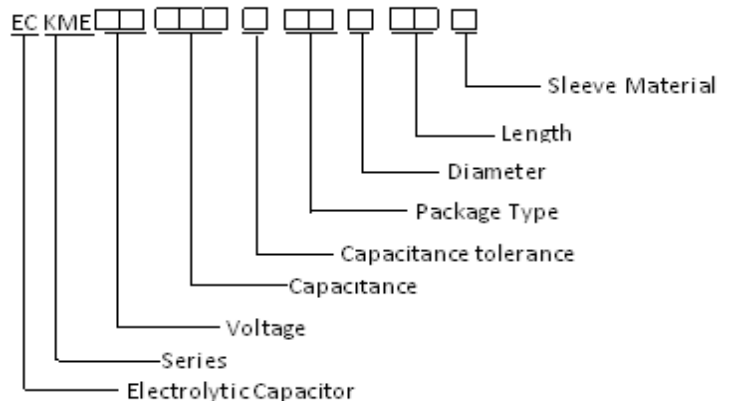 EC KME
Sleeve Material
Length
Diameter
Package Type
Capacitance tolerance
Capacitance
Voltage
Series
Electrolytic Capacitor